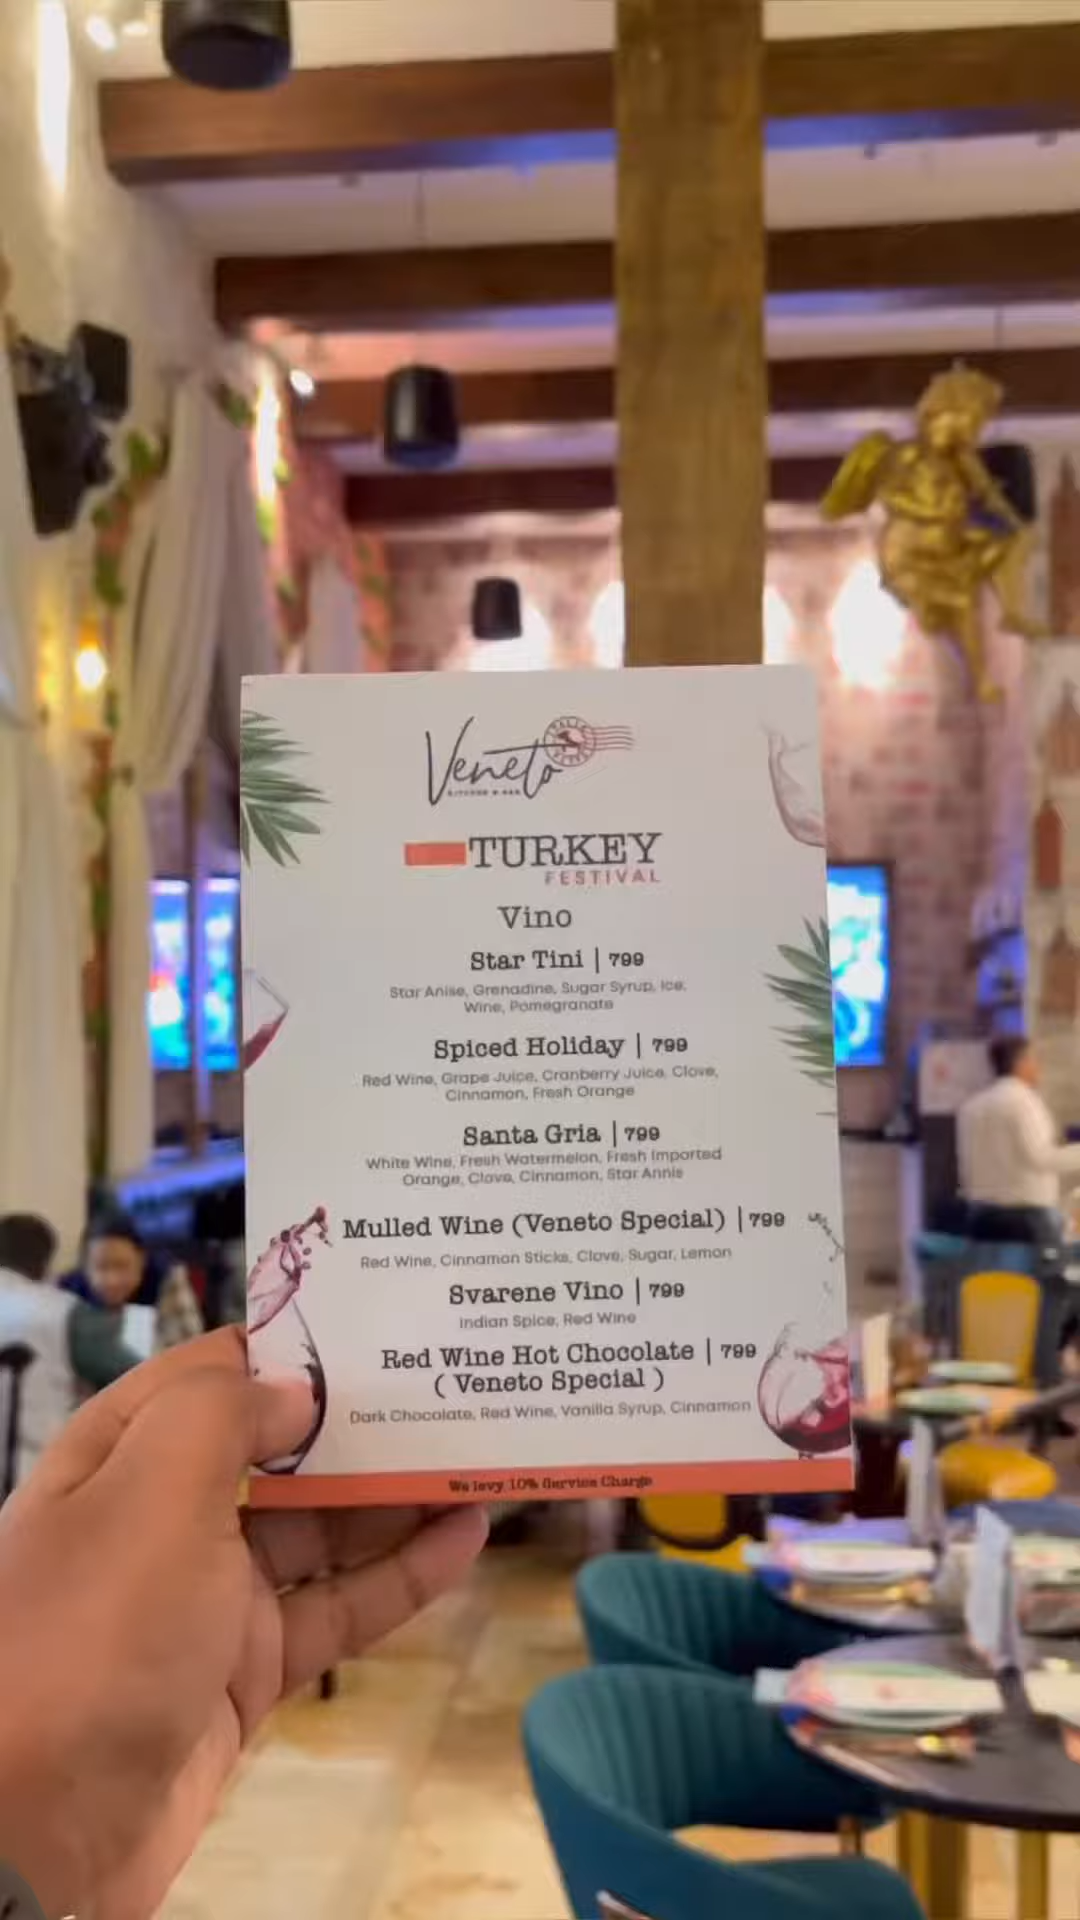 Veneto
KITCHEN & BAR
TURKEY
FESTIVAL
Vino
Star Tini | 799
Star Anise, Grenadine, Sugar Syrup, Ice,
Wine, Pomegranate
Spiced Holiday | 799
Red Wine, Grape Juice, Cranberry Juice, Clove,
Cinnamon, Fresh Orange
Santa Gria | 799
White Wine, Fresh Watermelon, Fresh Imported
Orange, Clove, Cinnamon, Star Annis
Mulled Wine (Veneto Special) | 799
Red Wine, Cinnamon Sticks, Clove, Sugar, Lemon
Svarene Vino | 799
Indian Spice, Red Wine
Red Wine Hot Chocolate | 799
( Veneto Special )
Dark Chocolate, Red Wine, Vanilla Syrup, Cinnamon
We levy 10% Service Charge